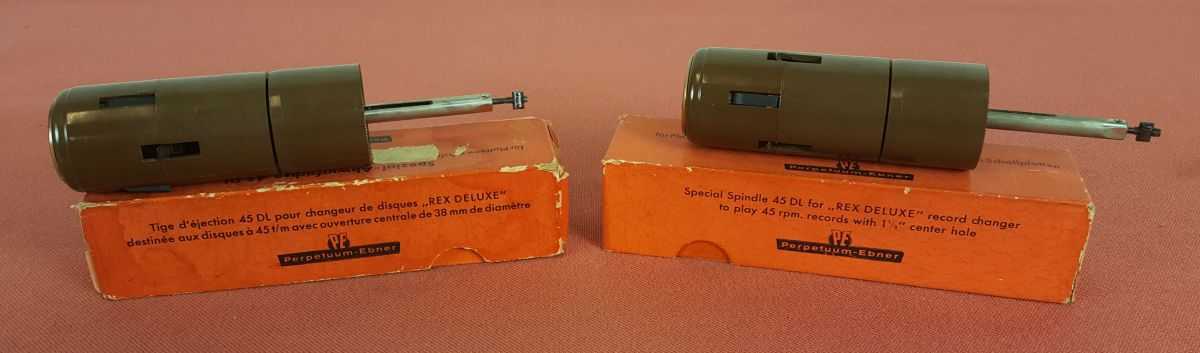 Tige d'éjection 45 DL pour changeur de disques „REX DELUXE"
destinée aux disques à 45 t/m avec ouverture centrale de 38 mm de diamètre
PE
Perpetuum-Ebner
für
PE
Perpetuum-Ebner
Schallplatten
Special Spindle 45 DL for „REX DELUXE" record changer
to play 45 rpm. records with 1½" center hole
PE
Perpetuum-Ebner